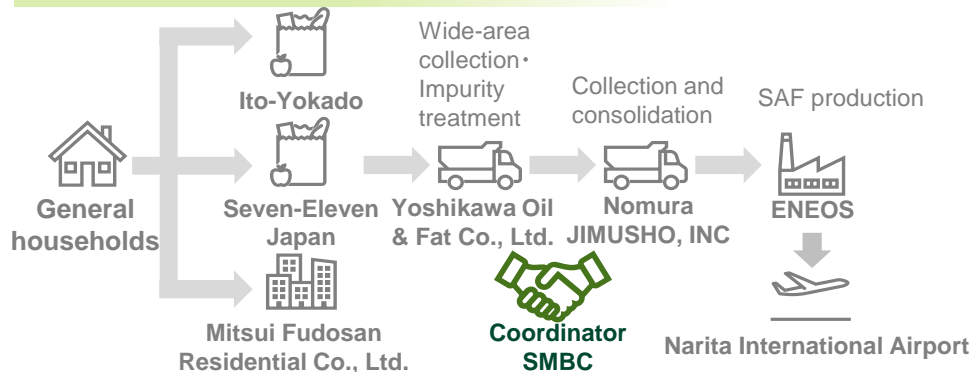 General
households
Ito-Yokado
Seven-Eleven
Japan
Mitsui Fudosan
Residential Co., Ltd.
Wide-area
collection・
Impurity
treatment
Yoshikawa Oil
& Fat Co., Ltd.
Collection and
consolidation
Nomura
JIMUSHO, INC
SAF production
ENEOS
Narita International Airport
Coordinator
SMBC